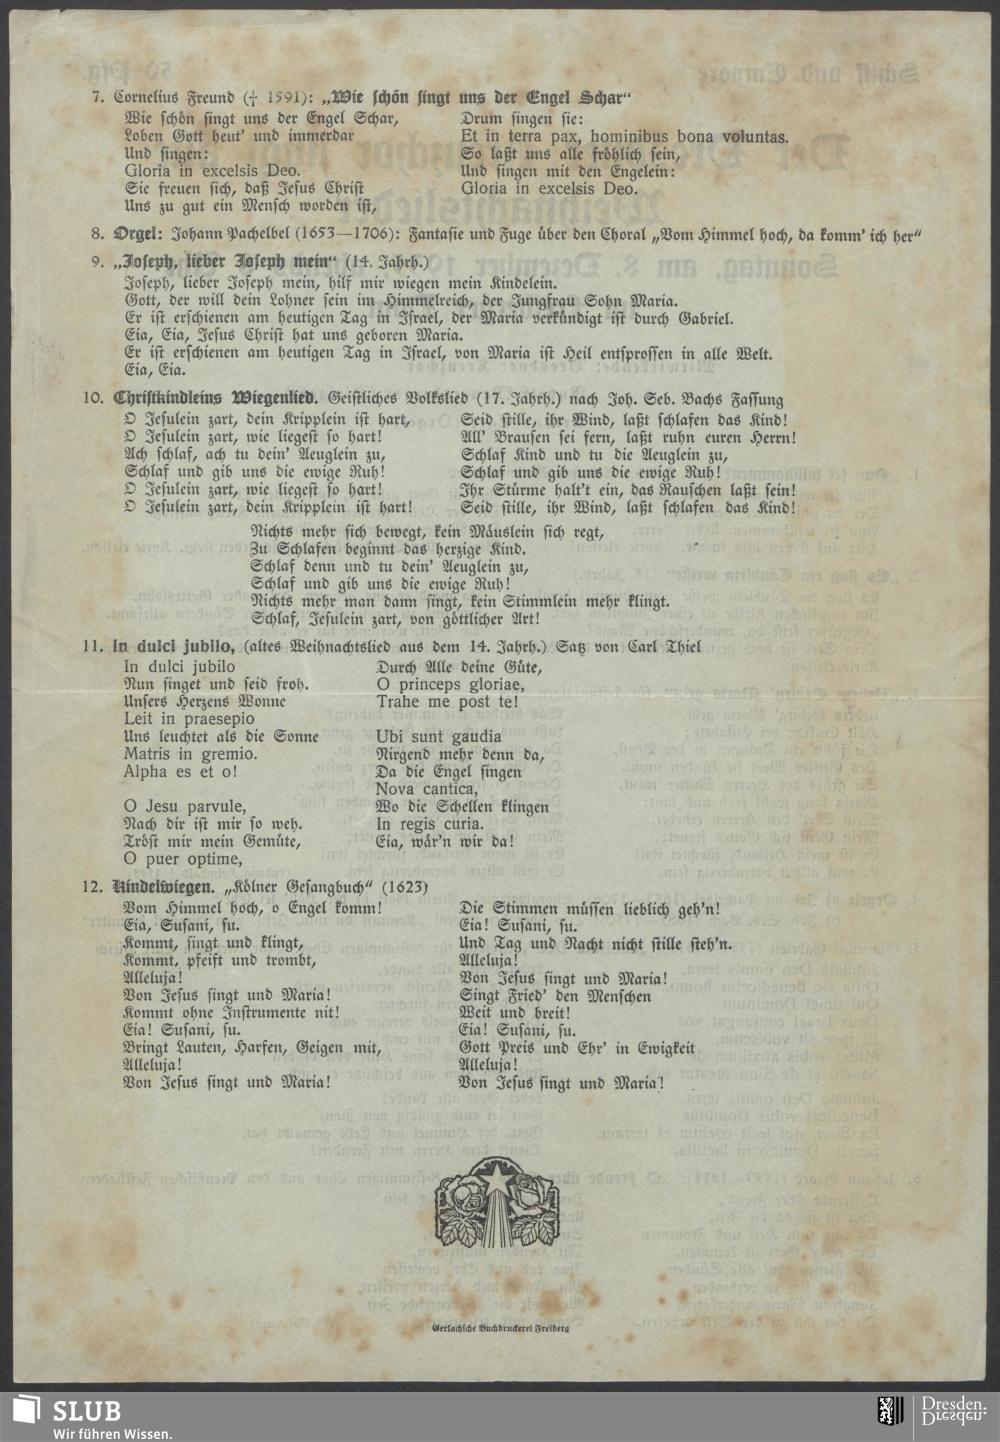 7. Cornelius Freund († 1591): „Wie schön singt uns der Engel Schar“
Wie schön singt uns der Engel Schar,
Loben Gott heut' und immerdar
Und singen:
Gloria in excelsis Deo.
Sie freuen sich, daß Jesus Christ
Uns zu gut ein Mensch worden ist,
Drum singen sie:
Et in terra pax, hominibus bona voluntas.
So laßt uns alle fröhlich sein,
Und singen mit den Engelein:
Gloria in excelsis Deo.
8. Orgel: Johann Pachelbel (1653—1706): Fantasie und Fuge über den Choral „Vom Himmel hoch, da komm' ich her“
9. „Joseph, lieber Joseph mein“ (14. Jahrh.)
Joseph, lieber Joseph mein, hilf mir wiegen mein Kindelein.
Gott, der will dein Lohner sein im Himmelreich, der Jungfrau Sohn Maria.
Er ist erschienen am heutigen Tag in Israel, der Maria verkündigt ist durch Gabriel.
Eia, Eia, Jesus Christ hat uns geboren Maria.
Er ist erschienen am heutigen Tag in Israel, von Maria ist Heil entsprossen in alle Welt.
Eia, Eia.
10. Christkindleins Wiegenlied. Geistliches Volkslied (17. Jahrh.) nach Joh. Seb. Bachs Fassung
O Jesulein zart, dein Kripplein ist hart,
O Jesulein zart, wie liegest so hart!
Ach schlaf, ach tu dein' Aeuglein zu,
Schlaf und gib uns die ewige Ruh!
O Jesulein zart, wie liegest so hart!
O Jesulein zart, dein Kripplein ist hart!
Seid stille, ihr Wind, laßt schlafen das Kind!
All' Brausen sei fern, laßt ruhn euren Herrn!
Schlaf Kind und tu die Aeuglein zu,
Schlaf und gib uns die ewige Ruh!
Ihr Stürme halt't ein, das Rauschen laßt sein!
Seid stille, ihr Wind, laßt schlafen das Kind!
Nichts mehr sich bewegt, kein Mäuslein sich regt,
Zu Schlafen beginnt das herzige Kind.
Schlaf denn und tu dein' Aeuglein zu,
Schlaf und gib uns die ewige Ruh!
Nichts mehr man dann singt, kein Stimmlein mehr klingt.
Schlaf, Jesulein zart, von göttlicher Art!
11. In dulci jubilo, (altes Weihnachtslied aus dem 14. Jahrh.) Satz von Carl Thiel
In dulci jubilo
Nun singet und seid froh.
Unsers Herzens Wonne
Leit in praesepio
Uns leuchtet als die Sonne
Matris in gremio.
Alpha es et o!
O Jesu parvule,
Nach dir ist mir so weh.
Tröst mir mein Gemüte,
O puer optime,
Durch Alle deine Güte,
O princeps gloriae,
Trahe me post te!
Ubi sunt gaudia
Nirgend mehr denn da,
Da die Engel singen
Nova cantica,
Wo die Schellen klingen
In regis curia.
Eia, wär'n wir da!
12. Kindelwiegen. „Kölner Gesangbuch“ (1623)
Vom Himmel hoch, o Engel komm!
Eia, Susani, su.
Kommt, singt und klingt,
Kommt, pfeift und trombt,
Alleluja!
Von Jesus singt und Maria!
Kommt ohne Instrumente nit!
Eia! Susani, su.
Bringt Lauten, Harfen, Geigen mit,
Alleluja!
Von Jesus singt und Maria!
Die Stimmen müssen lieblich geh'n!
Eia! Susani, su.
Und Tag und Nacht nicht stille steh'n.
Alleluja!
Von Jesus singt und Maria!
Singt Fried' den Menschen
Weit und breit!
Eia! Susani, su.
Gott Preis und Ehr' in Ewigkeit
Alleluja!
Von Jesus singt und Maria!
Gerlachsche Buchdruckerei Freiberg
SLUB
Wir führen Wissen.
Dresden.
Dresden.